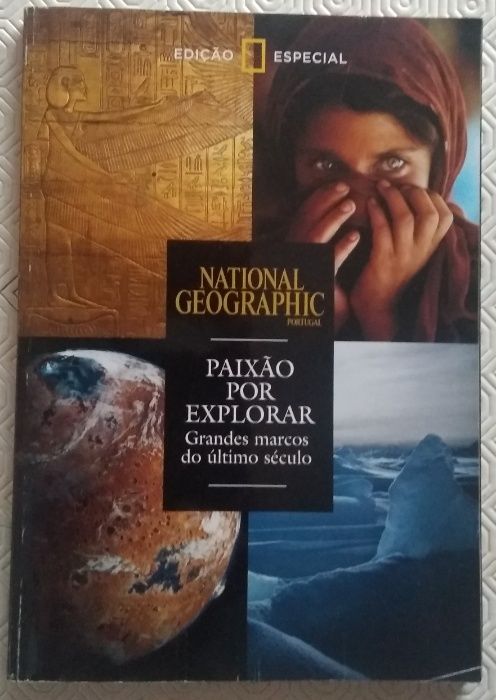 EDIÇÃO ESPECIAL
NATIONAL
GEOGRAPHIC
PORTUGAL
PAIXÃO
POR
EXPLORAR
Grandes marcos
do último século